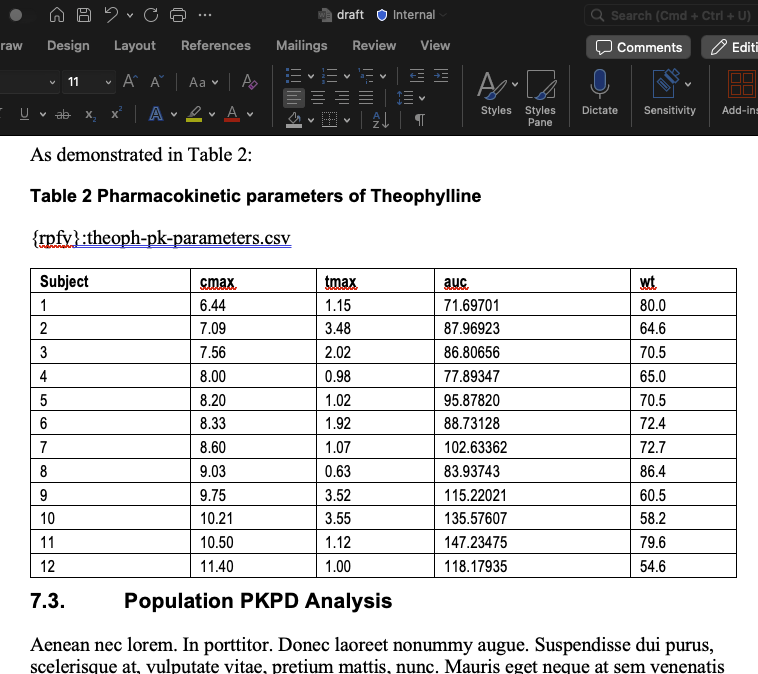 draft Internal
Search (Cmd + Ctrl + U)
raw Design Layout References Mailings Review View Comments Editi
11 A A Aa A
U ab x x A A Styles Styles Pane Dictate Sensitivity Add-ins
As demonstrated in Table 2:
Table 2 Pharmacokinetic parameters of Theophylline
{rpfy}:theoph-pk-parameters.csv
Subject cmax tmax auc wt
1 6.44 1.15 71.69701 80.0
2 7.09 3.48 87.96923 64.6
3 7.56 2.02 86.80656 70.5
4 8.00 0.98 77.89347 65.0
5 8.20 1.02 95.87820 70.5
6 8.33 1.92 88.73128 72.4
7 8.60 1.07 102.63362 72.7
8 9.03 0.63 83.93743 86.4
9 9.75 3.52 115.22021 60.5
10 10.21 3.55 135.57607 58.2
11 10.50 1.12 147.23475 79.6
12 11.40 1.00 118.17935 54.6
7.3. Population PKPD Analysis
Aenean nec lorem. In porttitor. Donec laoreet nonummy augue. Suspendisse dui purus,
scelerisque at, vulputate vitae, pretium mattis, nunc. Mauris eget neque at sem venenatis